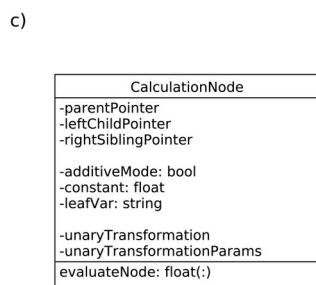 c)
CalculationNode
-parentPointer
-leftChildPointer
-rightSiblingPointer
-additiveMode: bool
-constant: float
-leafVar: string
-unaryTransformation
-unaryTransformationParams
evaluateNode: float(:)